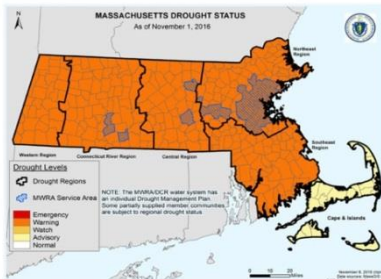 MASSACHUSETTS DROUGHT STATUS
As of November 1, 2016
N
Northeast
Region
Western Region
Connecticut River Region
Central Region
Southeast
Region
Cape & Islands
Drought Levels
Drought Regions
MWRA Service Area
Emergency
Warning
Watch
Advisory
Normal
NOTE: The MWRA/DCR water system has
an individual Drought Management Plan.
Some partially supplied member communities
are subject to regional drought status
Miles